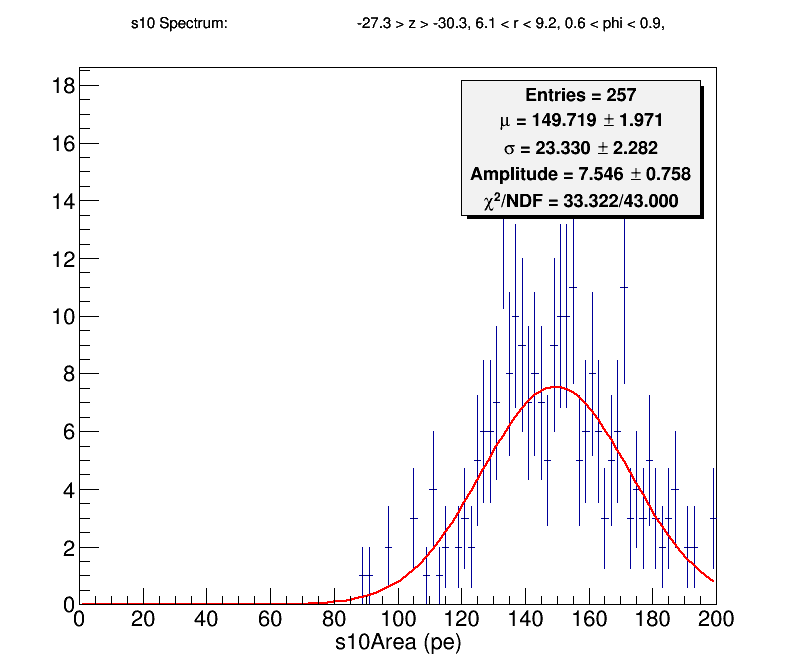 s10 Spectrum: -27.3 > z > -30.3, 6.1 < r < 9.2, 0.6 < phi < 0.9,
Entries = 257
μ = 149.719 ± 1.971
σ = 23.330 ± 2.282
Amplitude = 7.546 ± 0.758
χ²/NDF = 33.322/43.000
18
16
14
12
10
8
6
4
2
0
0 20 40 60 80 100 120 140 160 180 200
s10Area (pe)